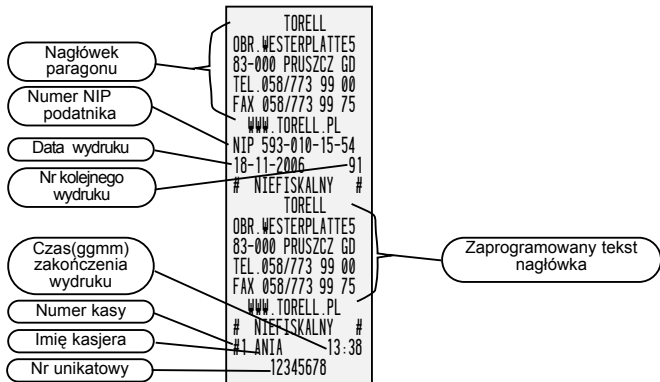 TORELL
OBR.WESTERPLATTE5
83-000 PRUSZCZ GD
TEL.058/773 99 00
FAX 058/773 99 75
WWW.TORELL.PL
NIP 593-010-15-54
18-11-2006 91
# NIEFISKALNY #
TORELL
OBR.WESTERPLATTE5
83-000 PRUSZCZ GD
TEL.058/773 99 00
FAX 058/773 99 75
WWW.TORELL.PL
# NIEFISKALNY #
#1 ANIA 13:38
12345678
Nagłówek
paragonu
Numer NIP
podatnika
Data wydruku
Nr kolejnego
wydruku
Czas(ggmm)
zakończenia
wydruku
Numer kasy
Imię kasjera
Nr unikatowy
Zaprogramowany tekst
nagłówka